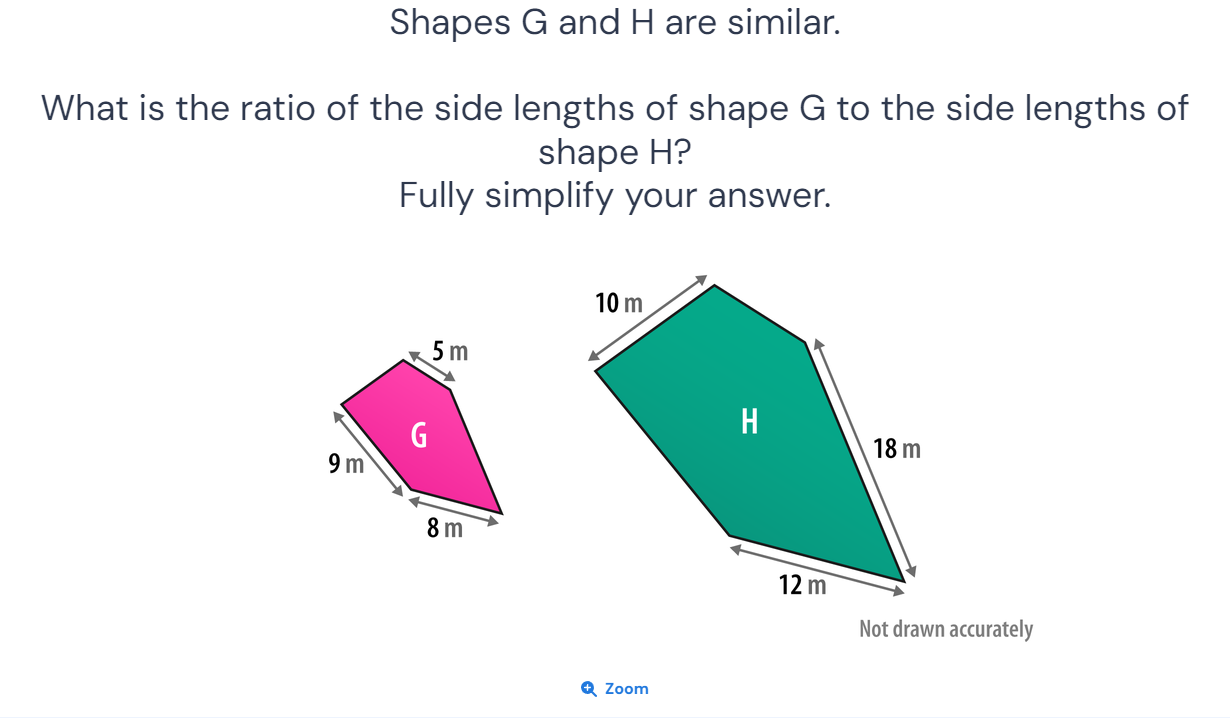 Shapes G and H are similar.
What is the ratio of the side lengths of shape G to the side lengths of
shape H?
Fully simplify your answer.
10 m
5 m
G
H
9 m
18 m
8 m
12 m
Not drawn accurately
Zoom